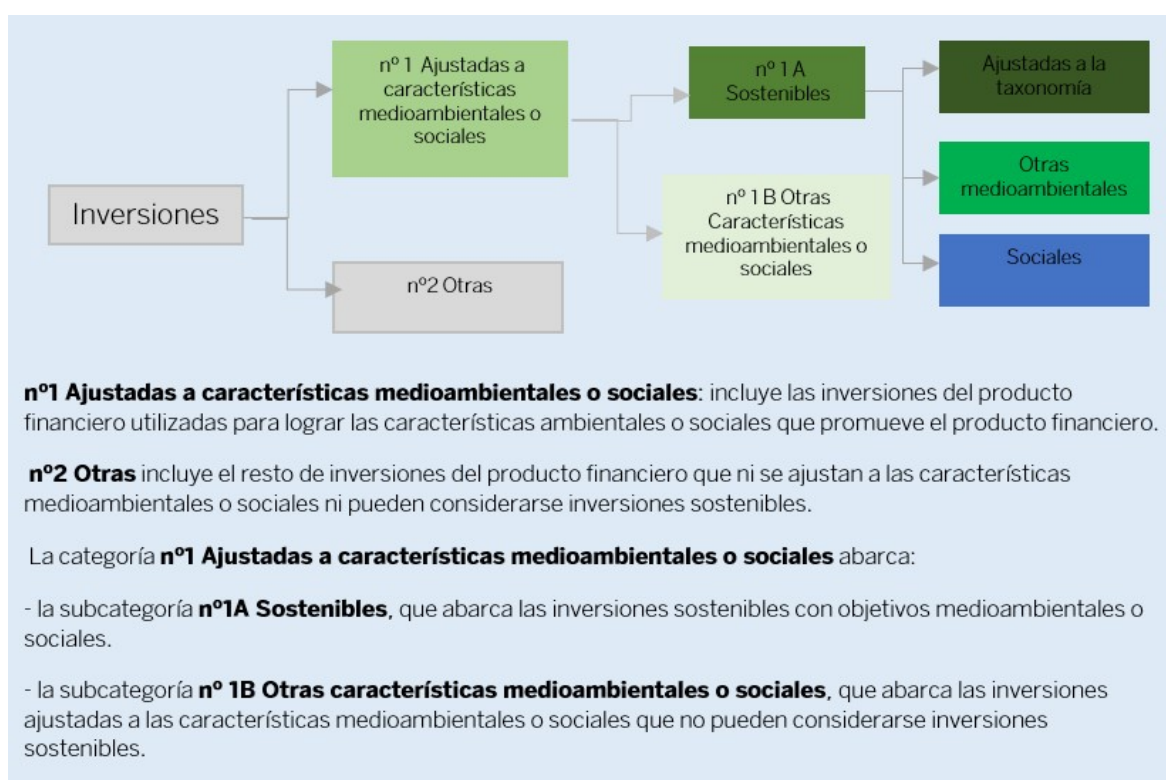 nº 1 Ajustadas a
características
medioambientales o
sociales
nº 1 A
Sostenibles
Ajustadas a la
taxonomía
Inversiones
nº 1 B Otras
Características
medioambientales o
sociales
Otras
medioambientales
nº2 Otras
Sociales
nº1 Ajustadas a características medioambientales o sociales: incluye las inversiones del producto
financiero utilizadas para lograr las características ambientales o sociales que promueve el producto financiero.
nº2 Otras incluye el resto de inversiones del producto financiero que ni se ajustan a las características
medioambientales o sociales ni pueden considerarse inversiones sostenibles.
La categoría nº1 Ajustadas a características medioambientales o sociales abarca:
- la subcategoría nº1A Sostenibles, que abarca las inversiones sostenibles con objetivos medioambientales o
sociales.
- la subcategoría nº 1B Otras características medioambientales o sociales, que abarca las inversiones
ajustadas a las características medioambientales o sociales que no pueden considerarse inversiones
sostenibles.